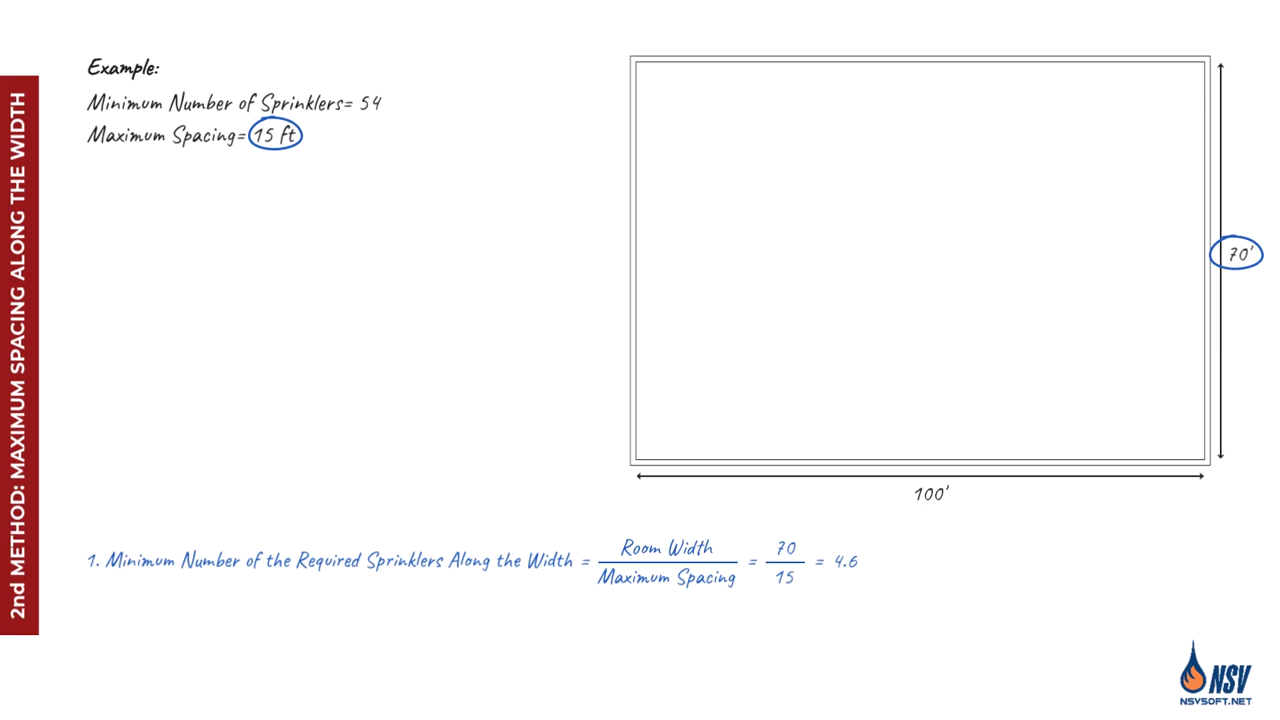 2nd METHOD: MAXIMUM SPACING ALONG THE WIDTH
Example:
Minimum Number of Sprinklers= 54
Maximum Spacing= 15 ft
70'
100'
1. Minimum Number of the Required Sprinklers Along the Width = Room Width / Maximum Spacing = 70 / 15 = 4.6
NSV
NSVSOFT.NET